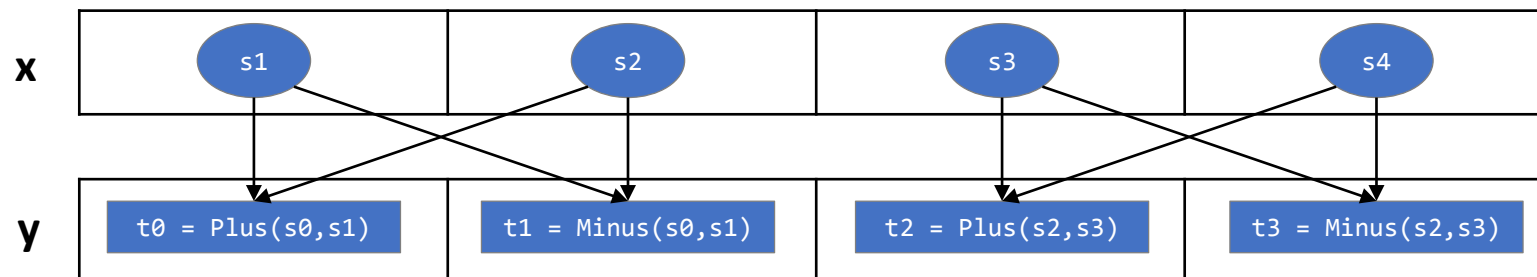 x s1 s2 s3 s4
y t0 = Plus(s0,s1) t1 = Minus(s0,s1) t2 = Plus(s2,s3) t3 = Minus(s2,s3)